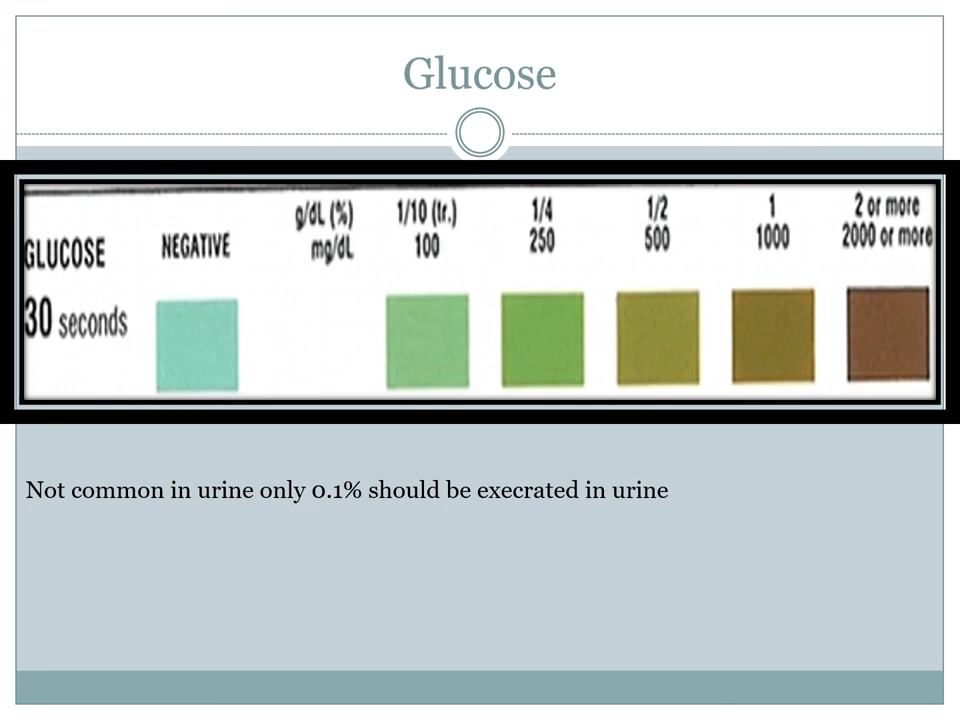 Glucose
g/dL (%) 1/10 (tr.) 1/4 1/2 1 2 or more
GLUCOSE NEGATIVE mg/dL 100 250 500 1000 2000 or more
30 seconds
Not common in urine only 0.1% should be execrated in urine